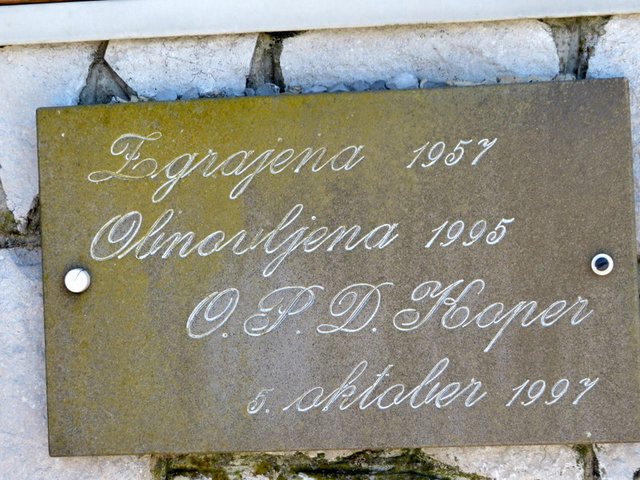 Zgrajena 1957
Obnovljena 1995
O. P. D. Koper
5. oktober 1997